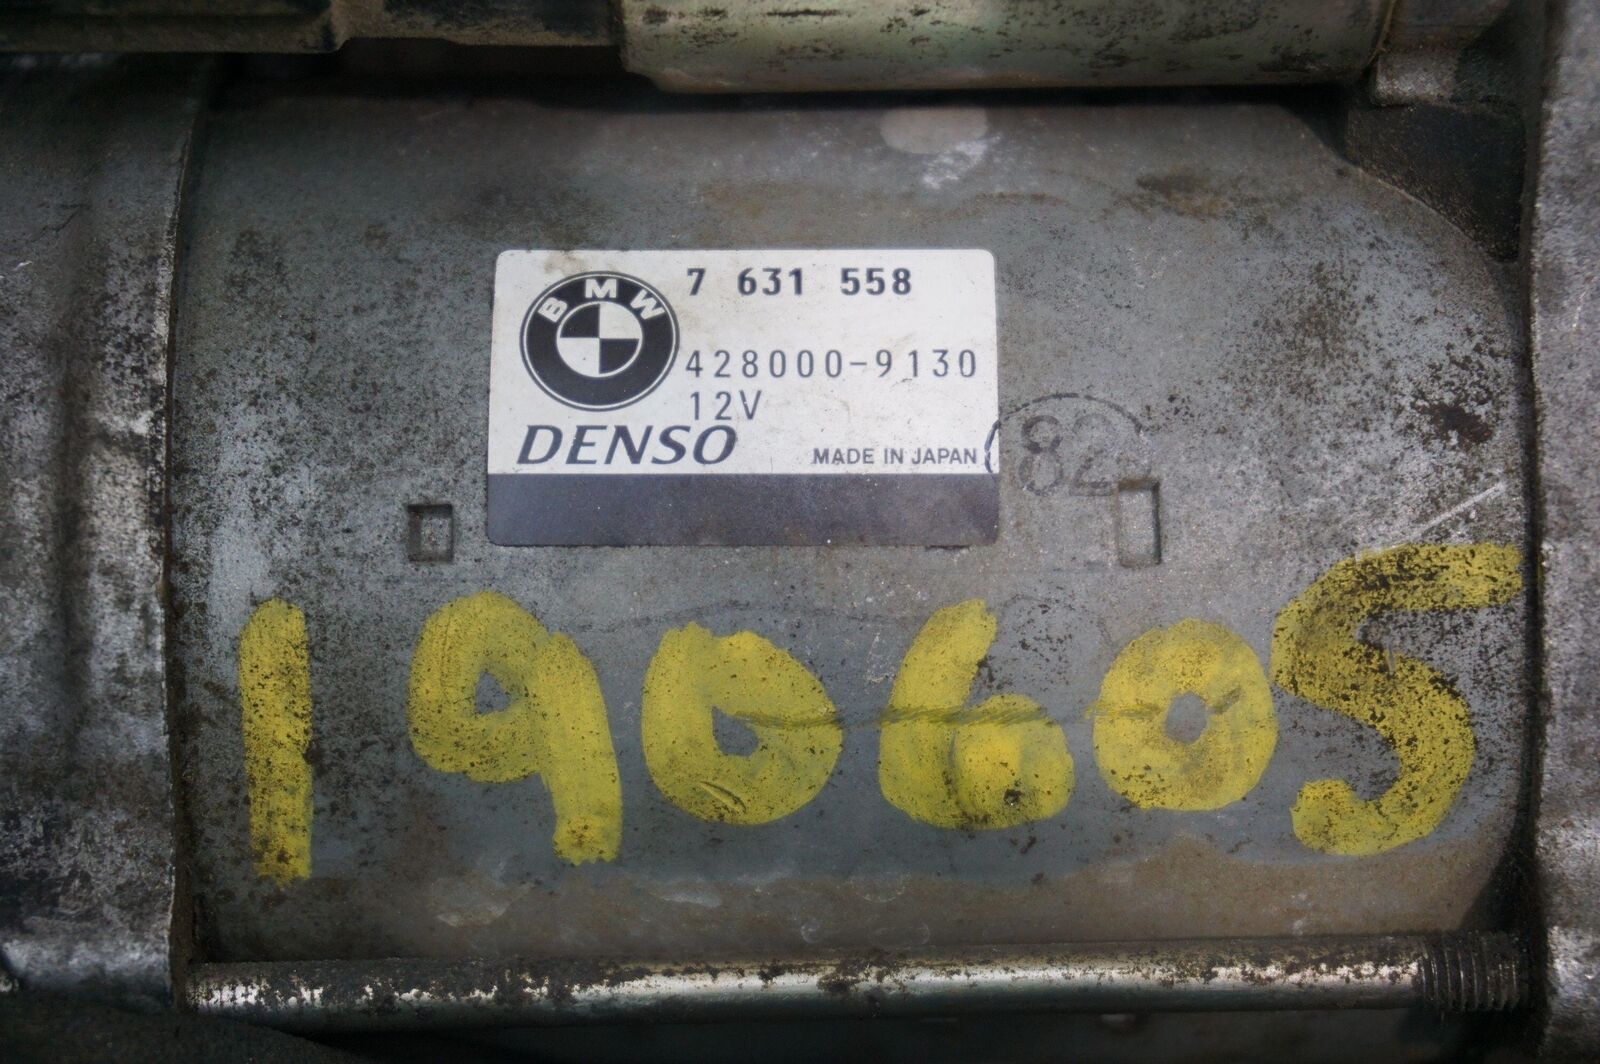 BMW
7 631 558
428000-9130
12V
DENSO
MADE IN JAPAN
82
190605